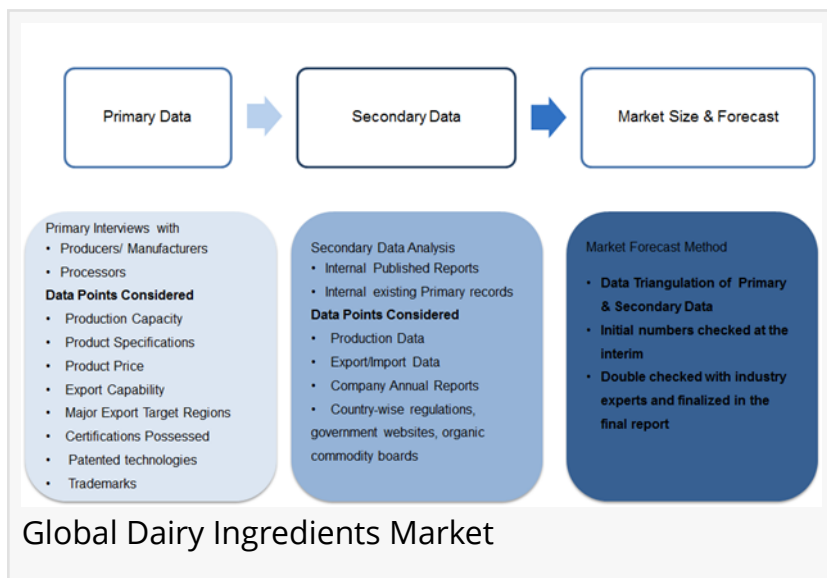 Primary Data
Secondary Data
Market Size & Forecast
Primary Interviews with
• Producers/ Manufacturers
• Processors
Data Points Considered
• Production Capacity
• Product Specifications
• Product Price
• Export Capability
• Major Export Target Regions
• Certifications Possessed
• Patented technologies
• Trademarks
Secondary Data Analysis
• Internal Published Reports
• Internal existing Primary records
Data Points Considered
• Production Data
• Export/Import Data
• Company Annual Reports
• Country-wise regulations,
government websites, organic
commodity boards
Market Forecast Method
• Data Triangulation of Primary
& Secondary Data
• Initial numbers checked at the
interim
• Double checked with industry
experts and finalized in the
final report
Global Dairy Ingredients Market